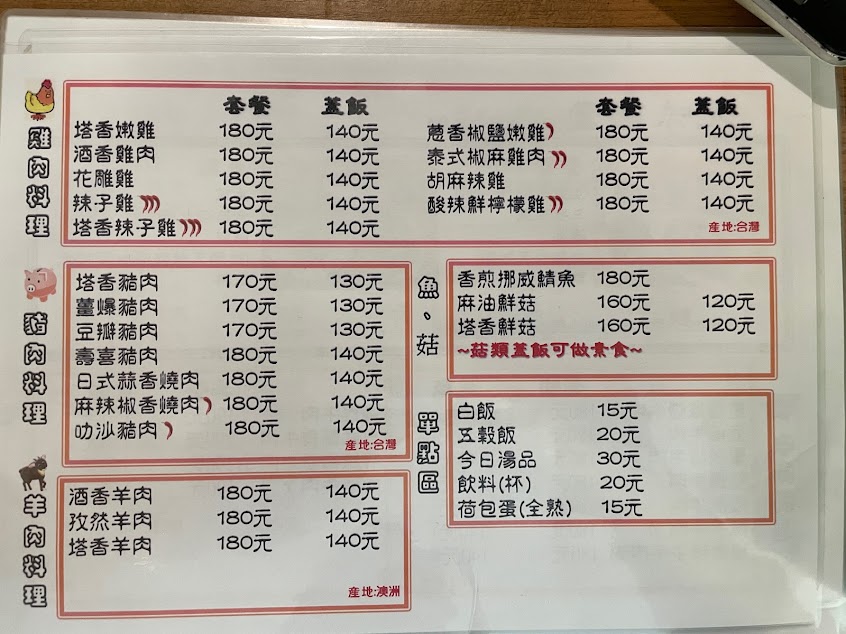 雞肉料理
套餐 蓋飯
塔香嫩雞 180元 140元
酒香雞肉 180元 140元
花雕雞 180元 140元
辣子雞 180元 140元
塔香辣子雞 180元 140元
套餐 蓋飯
蔥香椒鹽嫩雞 180元 140元
泰式椒麻雞肉 180元 140元
胡麻辣雞 180元 140元
酸辣鮮檸檬雞 180元 140元
產地:台灣
豬肉料理
塔香豬肉 170元 130元
薑爆豬肉 170元 130元
豆瓣豬肉 170元 130元
壽喜豬肉 180元 140元
日式蒜香燒肉 180元 140元
麻辣椒香燒肉 180元 140元
叻沙豬肉 180元 140元
產地:台灣
魚、菇
香煎挪威鯖魚 180元
麻油鮮菇 160元 120元
塔香鮮菇 160元 120元
~菇類蓋飯可做素食~
單點區
白飯 15元
五穀飯 20元
今日湯品 30元
飲料(杯) 20元
荷包蛋(全熟) 15元
羊肉料理
酒香羊肉 180元 140元
孜然羊肉 180元 140元
塔香羊肉 180元 140元
產地:澳洲